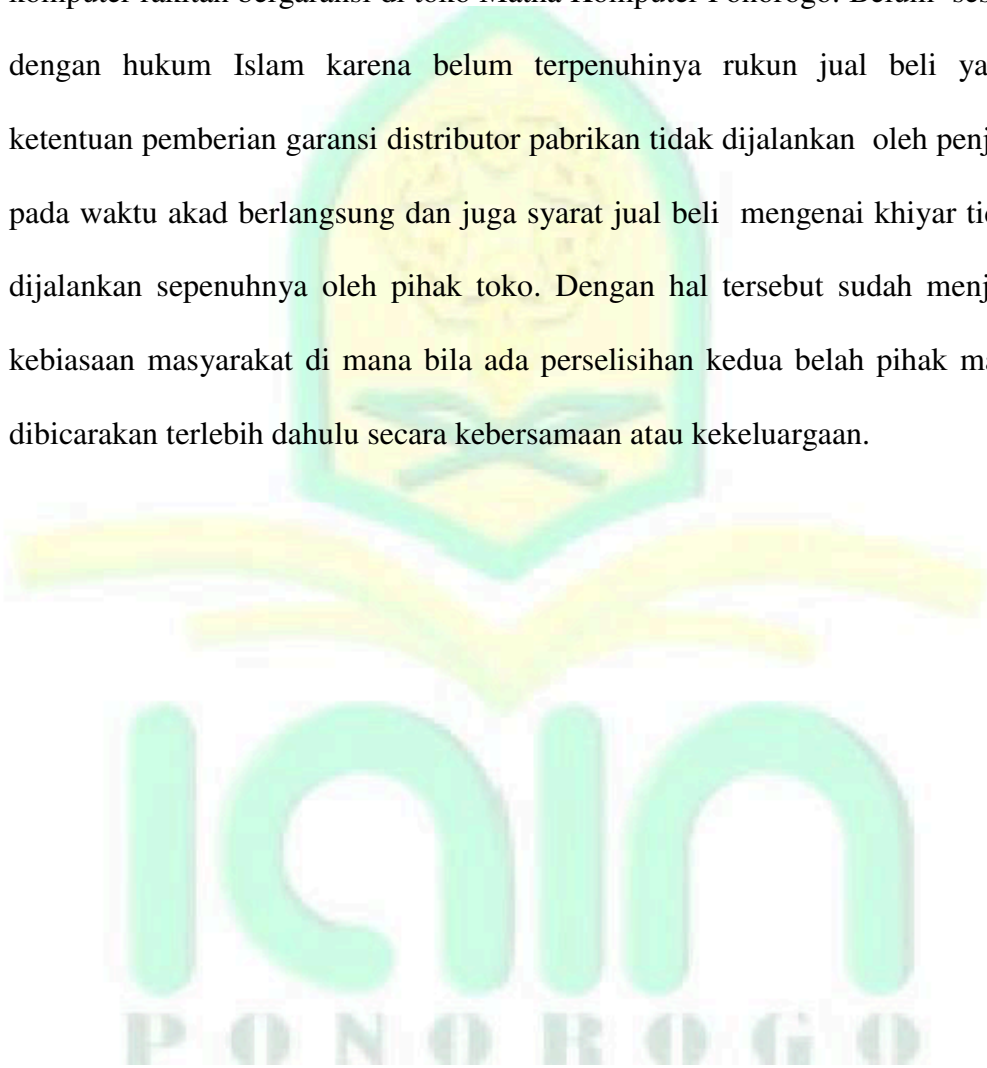 dengan hukum Islam karena belum terpenuhinya rukun jual beli
ketentuan pemberian garansi distributor pabrikan tidak dijalankan oleh
pada waktu akad berlangsung dan juga syarat jual beli mengenai khiyar
dijalankan sepenuhnya oleh pihak toko. Dengan hal tersebut sudah
kebiasaan masyarakat di mana bila ada perselisihan kedua belah pihak
dibicarakan terlebih dahulu secara kebersamaan atau kekeluargaan.
IAIN
PONOROGO